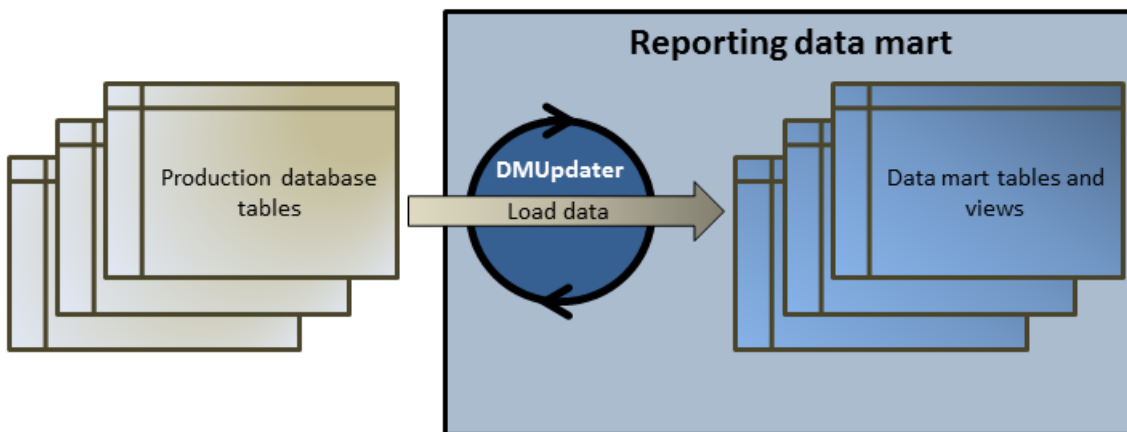 Reporting data mart
Production database
tables
DMUpdater
Load data
Data mart tables and
views